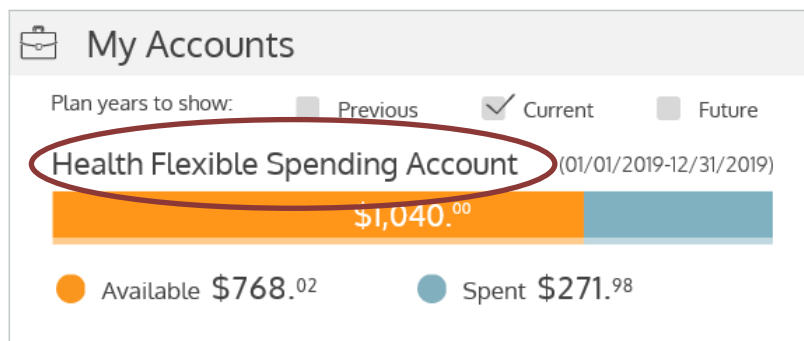 My Accounts
Plan years to show: Previous Current Future
Health Flexible Spending Account (01/01/2019-12/31/2019)
$1,040.00
Available $768.02 Spent $271.98